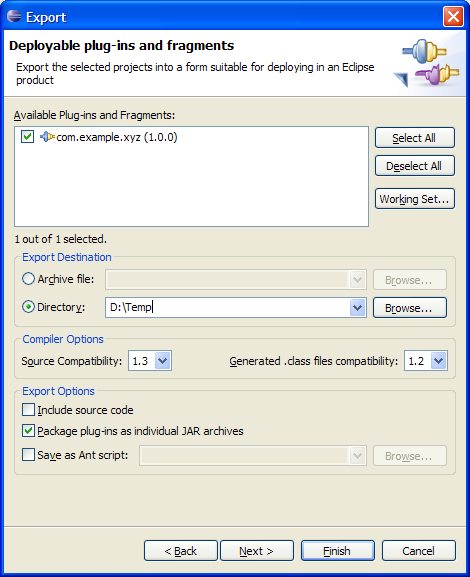 Export
Deployable plug-ins and fragments
Export the selected projects into a form suitable for deploying in an Eclipse
product
Available Plug-ins and Fragments:
com.example.xyz (1.0.0)
Select All
Deselect All
Working Set...
1 out of 1 selected.
Export Destination
Archive file:
Browse...
Directory:
D:\Temp
Browse...
Compiler Options
Source Compatibility:
1.3
Generated .class files compatibility:
1.2
Export Options
Include source code
Package plug-ins as individual JAR archives
Save as Ant script:
Browse...
< Back
Next >
Finish
Cancel